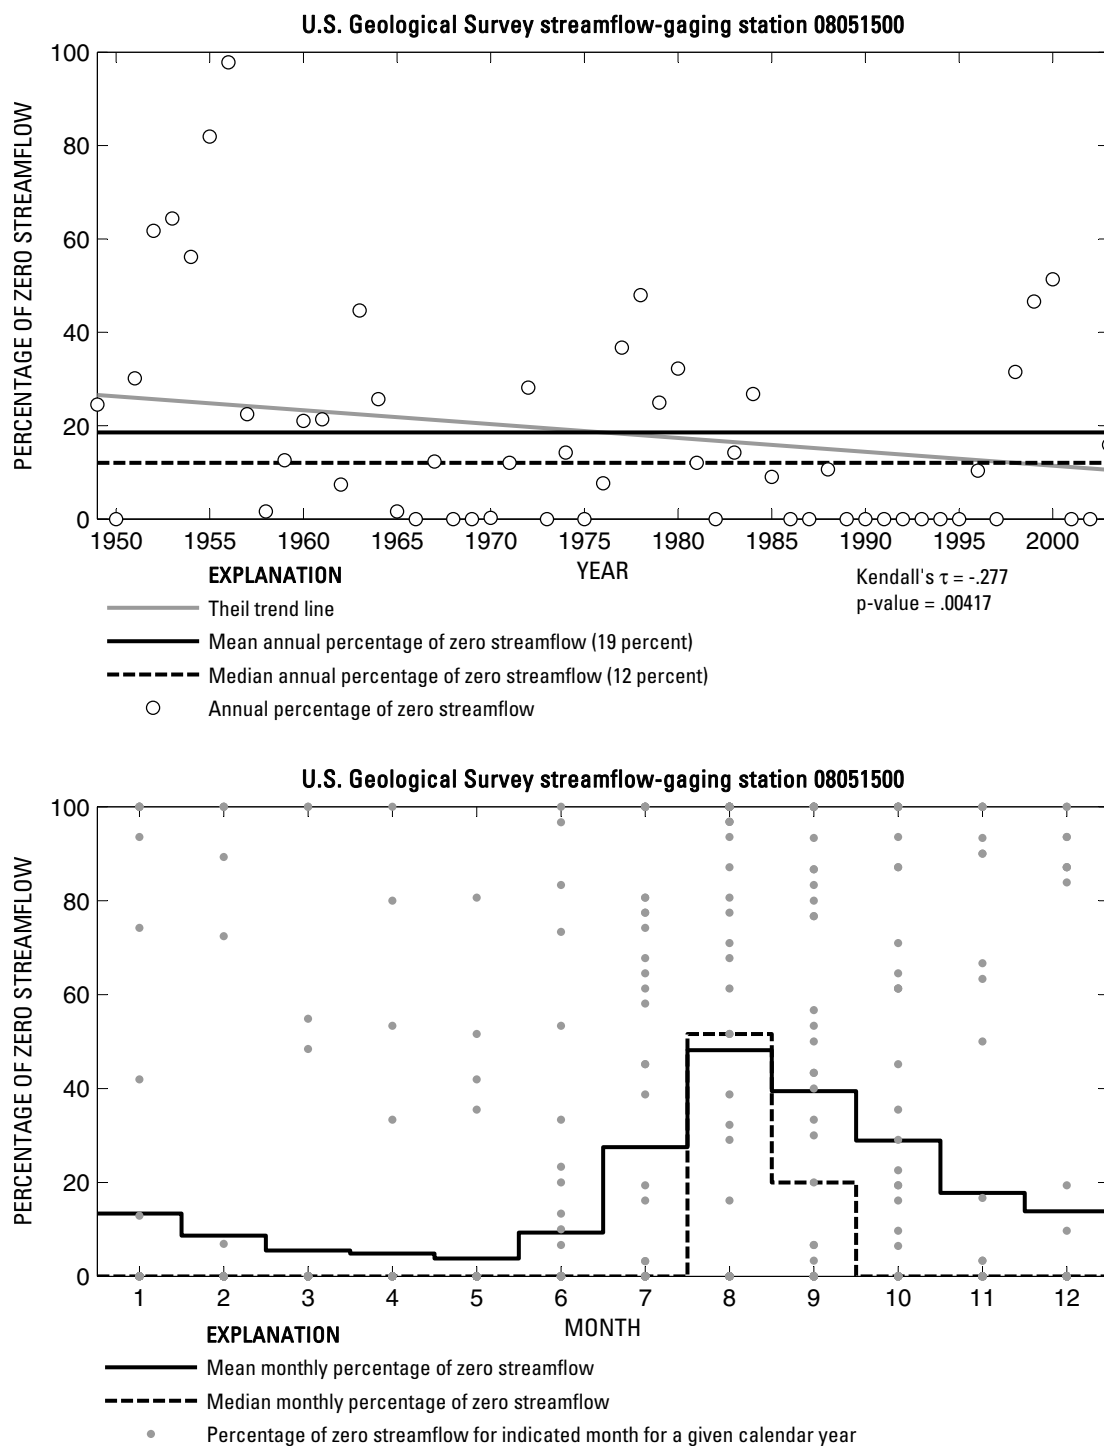 U.S. Geological Survey streamflow-gaging station 08051500
PERCENTAGE OF ZERO STREAMFLOW
100
80
60
40
20
0
1950 1955 1960 1965 1970 1975 1980 1985 1990 1995 2000
YEAR
Kendall's τ = -.277
p-value = .00417
EXPLANATION
Theil trend line
Mean annual percentage of zero streamflow (19 percent)
Median annual percentage of zero streamflow (12 percent)
Annual percentage of zero streamflow
U.S. Geological Survey streamflow-gaging station 08051500
PERCENTAGE OF ZERO STREAMFLOW
100
80
60
40
20
0
1 2 3 4 5 6 7 8 9 10 11 12
MONTH
EXPLANATION
Mean monthly percentage of zero streamflow
Median monthly percentage of zero streamflow
Percentage of zero streamflow for indicated month for a given calendar year